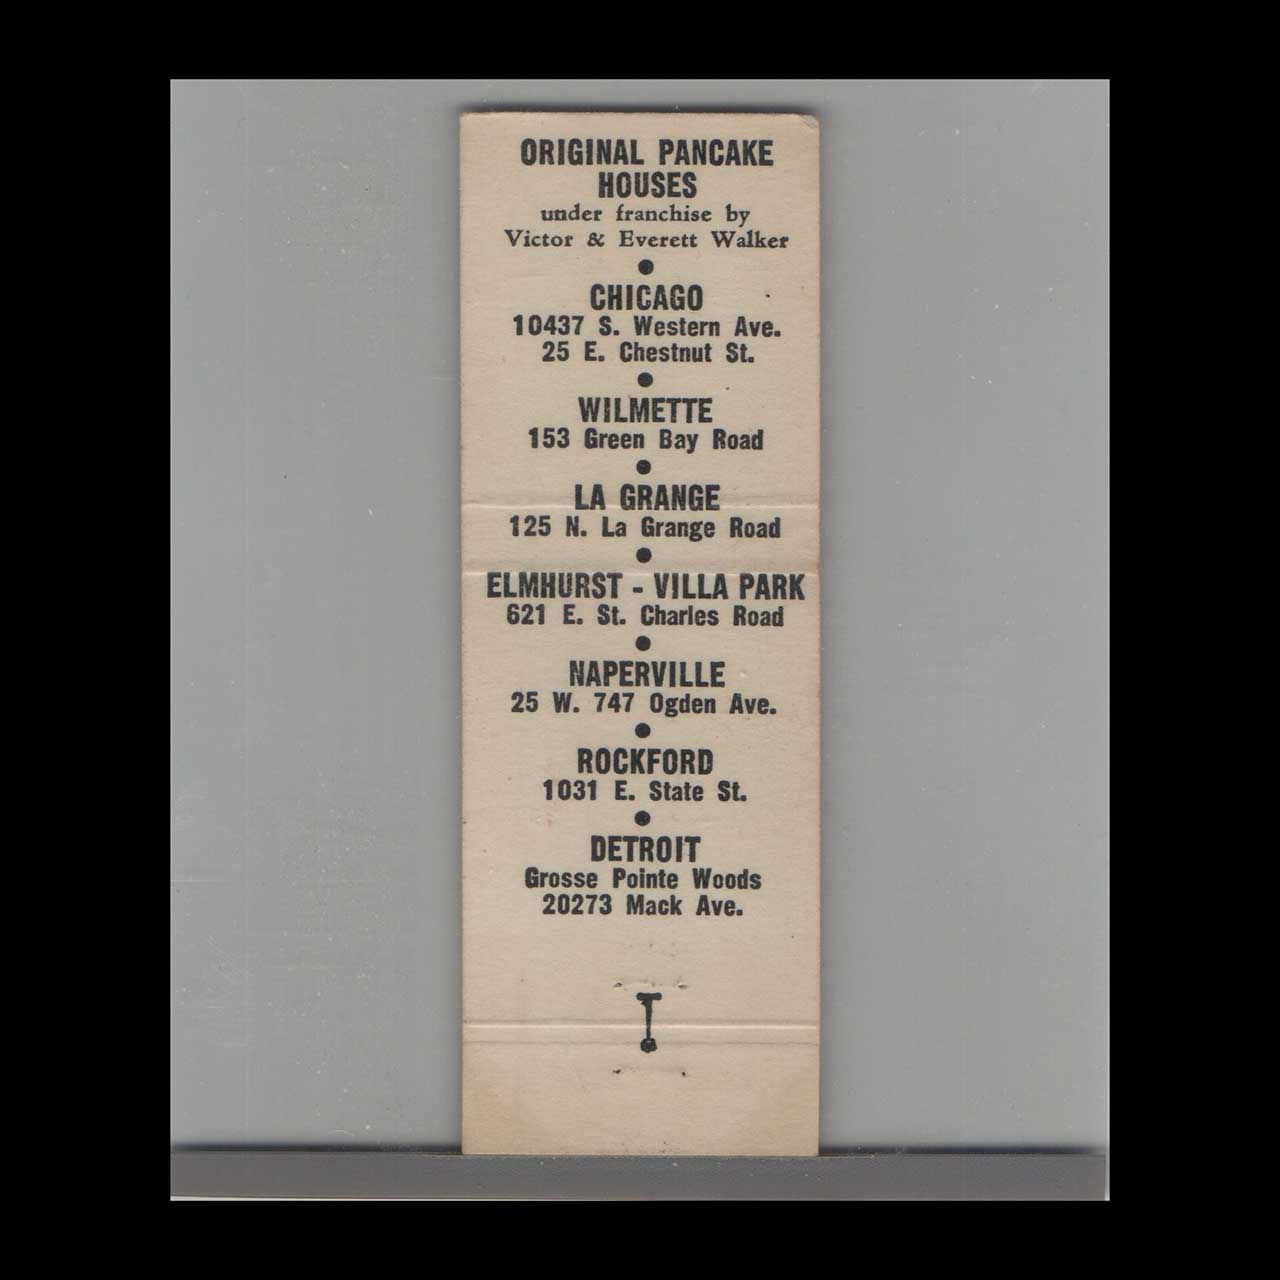 ORIGINAL PANCAKE
HOUSES
under franchise by
Victor & Everett Walker
CHICAGO
10437 S. Western Ave.
25 E. Chestnut St.
WILMETTE
153 Green Bay Road
LA GRANGE
125 N. La Grange Road
ELMHURST - VILLA PARK
621 E. St. Charles Road
NAPERVILLE
25 W. 747 Ogden Ave.
ROCKFORD
1031 E. State St.
DETROIT
Grosse Pointe Woods
20273 Mack Ave.